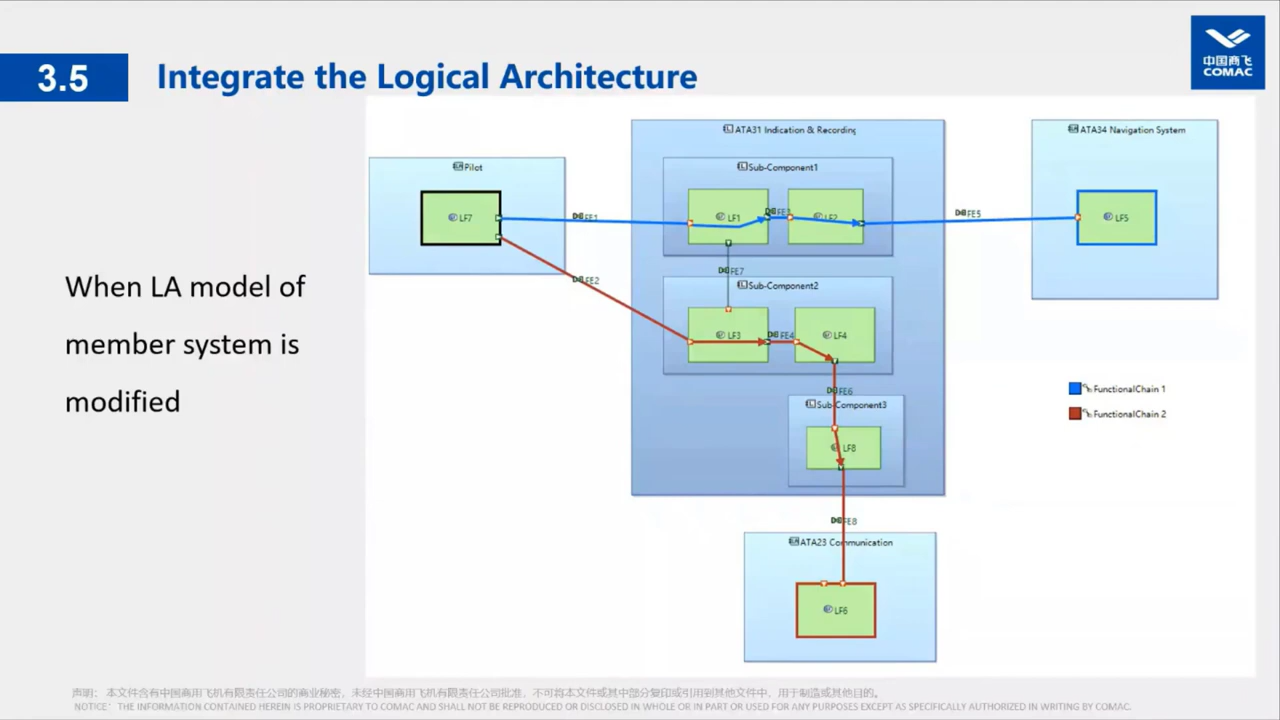 中国商飞
COMAC
3.5
Integrate the Logical Architecture
When LA model of
member system is
modified
ATA31 Indication & Recording
ATA34 Navigation System
Pilot
Sub-Component1
LF7
FE1
LF1
FE3
LF2
FE5
LF5
FE7
FE2
Sub-Component2
LF3
FE4
LF4
FE6
Sub-Component3
LF8
FunctionalChain 1
FunctionalChain 2
FE8
ATA23 Communication
LF6
声明： 本文件含有中国商用飞机有限责任公司的商业秘密，未经中国商用飞机有限责任公司批准，不可将本文件或其中部分复印或引用到其他文件中，用于制造或其他目的。
NOTICE： THE INFORMATION CONTAINED HEREIN IS PROPRIETARY TO COMAC AND SHALL NOT BE REPRODUCED OR DISCLOSED IN WHOLE OR IN PART OR USED FOR ANY PURPOSES EXCEPT AS SPECIFICALLY AUTHORIZED IN WRITING BY COMAC.